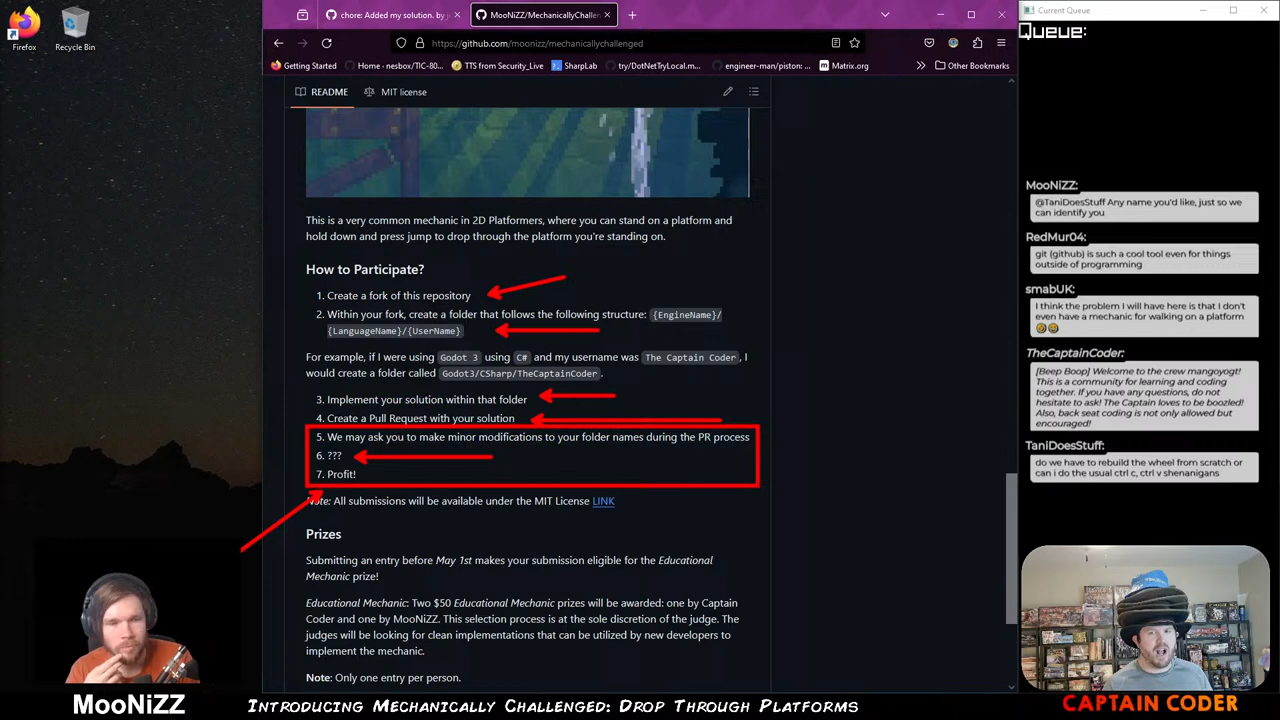 Firefox
Recycle Bin
chore: Added my solution. by j
MooNiZZ/MechanicallyChallen
https://github.com/moonizz/mechanicallychallenged
Getting Started
Home - nesbox/TIC-80...
TTS from Security_Live
SharpLab
try/DotNetTryLocal.m...
engineer-man/piston: ...
Matrix.org
Other Bookmarks
README
MIT license
This is a very common mechanic in 2D Platformers, where you can stand on a platform and
hold down and press jump to drop through the platform you're standing on.
How to Participate?
1. Create a fork of this repository
2. Within your fork, create a folder that follows the following structure: {EngineName}/
{LanguageName}/{UserName}
For example, if I were using Godot 3 using C# and my username was The Captain Coder, I
would create a folder called Godot3/CSharp/TheCaptainCoder.
3. Implement your solution within that folder
4. Create a Pull Request with your solution
5. We may ask you to make minor modifications to your folder names during the PR process
6. ???
7. Profit!
Note: All submissions will be available under the MIT License LINK
Prizes
Submitting an entry before May 1st makes your submission eligible for the Educational
Mechanic prize!
Educational Mechanic: Two $50 Educational Mechanic prizes will be awarded: one by Captain
Coder and one by MooNiZZ. This selection process is at the sole discretion of the judge. The
judges will be looking for clean implementations that can be utilized by new developers to
implement the mechanic.
Note: Only one entry per person.
Current Queue
Queue:
MooNiZZ:
@TaniDoesStuff Any name you'd like, just so we
can identify you
RedMur04:
git (github) is such a cool tool even for things
outside of programming
smabUK:
I think the problem I will have here is that I don't
even have a mechanic for walking on a platform
TheCaptainCoder:
[Beep Boop] Welcome to the crew mangoyogt!
This is a community for learning and coding
together. If you have any questions, do not
hesitate to ask! The Captain loves to be boozled!
Also, back seat coding is not only allowed but
encouraged!
TaniDoesStuff:
do we have to rebuild the wheel from scratch or
can i do the usual ctrl c, ctrl v shenanigans
MooNiZZ
Introducing Mechanically Challenged: Drop Through Platforms
CAPTAIN CODER